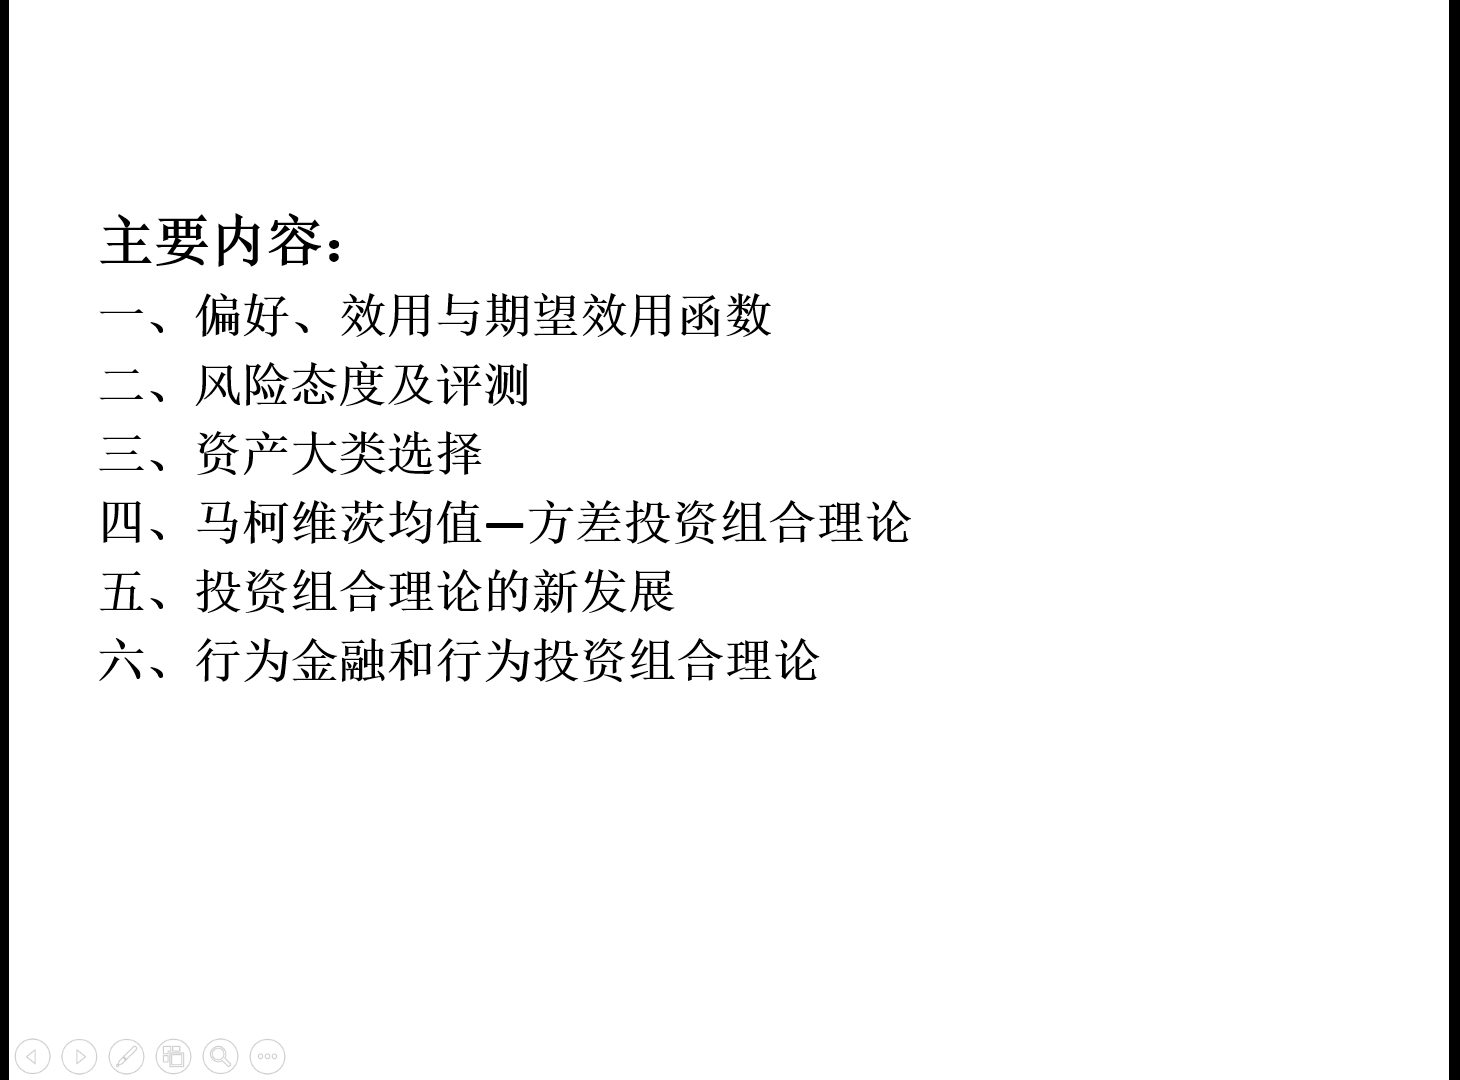 主要内容：
一、偏好、效用与期望效用函数
二、风险态度及评测
三、资产大类选择
四、马柯维茨均值—方差投资组合理论
五、投资组合理论的新发展
六、行为金融和行为投资组合理论